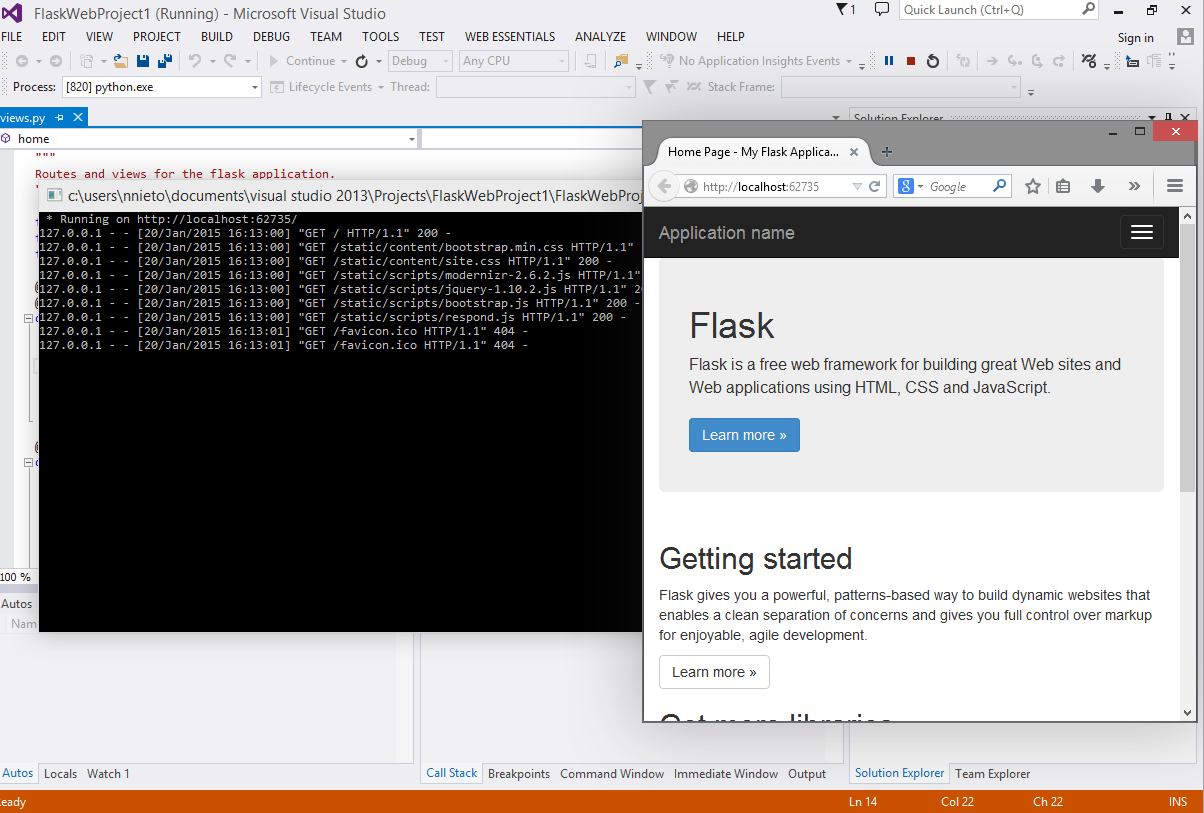 FlaskWebProject1 (Running) - Microsoft Visual Studio
1
Quick Launch (Ctrl+Q)
FILE EDIT VIEW PROJECT BUILD DEBUG TEAM TOOLS TEST WEB ESSENTIALS ANALYZE WINDOW HELP
Sign in
Continue Debug Any CPU No Application Insights Events
Process: [820] python.exe Lifecycle Events Thread: Stack Frame:
views.py
Solution Explorer
home
"""
Routes and views for the flask application.
c:\users\nnieto\documents\visual studio 2013\Projects\FlaskWebProject1\FlaskWebProj
* Running on http://localhost:62735/
127.0.0.1 - - [20/Jan/2015 16:13:00] "GET / HTTP/1.1" 200 -
127.0.0.1 - - [20/Jan/2015 16:13:00] "GET /static/content/bootstrap.min.css HTTP/1.1"
127.0.0.1 - - [20/Jan/2015 16:13:00] "GET /static/content/site.css HTTP/1.1" 200 -
127.0.0.1 - - [20/Jan/2015 16:13:00] "GET /static/scripts/modernizr-2.6.2.js HTTP/1.1"
127.0.0.1 - - [20/Jan/2015 16:13:00] "GET /static/scripts/jquery-1.10.2.js HTTP/1.1" 2
127.0.0.1 - - [20/Jan/2015 16:13:00] "GET /static/scripts/bootstrap.js HTTP/1.1" 200 -
127.0.0.1 - - [20/Jan/2015 16:13:00] "GET /static/scripts/respond.js HTTP/1.1" 200 -
127.0.0.1 - - [20/Jan/2015 16:13:01] "GET /favicon.ico HTTP/1.1" 404 -
127.0.0.1 - - [20/Jan/2015 16:13:01] "GET /favicon.ico HTTP/1.1" 404 -
Home Page - My Flask Applica...
http://localhost:62735
8 Google
Application name
Flask
Flask is a free web framework for building great Web sites and
Web applications using HTML, CSS and JavaScript.
Learn more »
Getting started
Flask gives you a powerful, patterns-based way to build dynamic websites that
enables a clean separation of concerns and gives you full control over markup
for enjoyable, agile development.
Learn more »
Get more libraries
100 %
Autos
Nam
Autos Locals Watch 1
Call Stack Breakpoints Command Window Immediate Window Output
Solution Explorer Team Explorer
eady
Ln 14 Col 22 Ch 22 INS